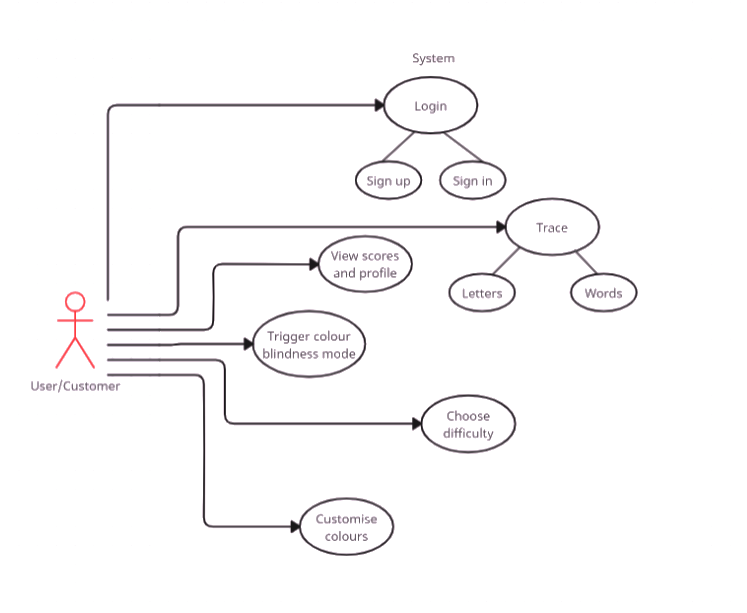 System
Login
Sign up
Sign in
Trace
View scores
and profile
Letters
Words
Trigger colour
blindness mode
User/Customer
Choose
difficulty
Customise
colours